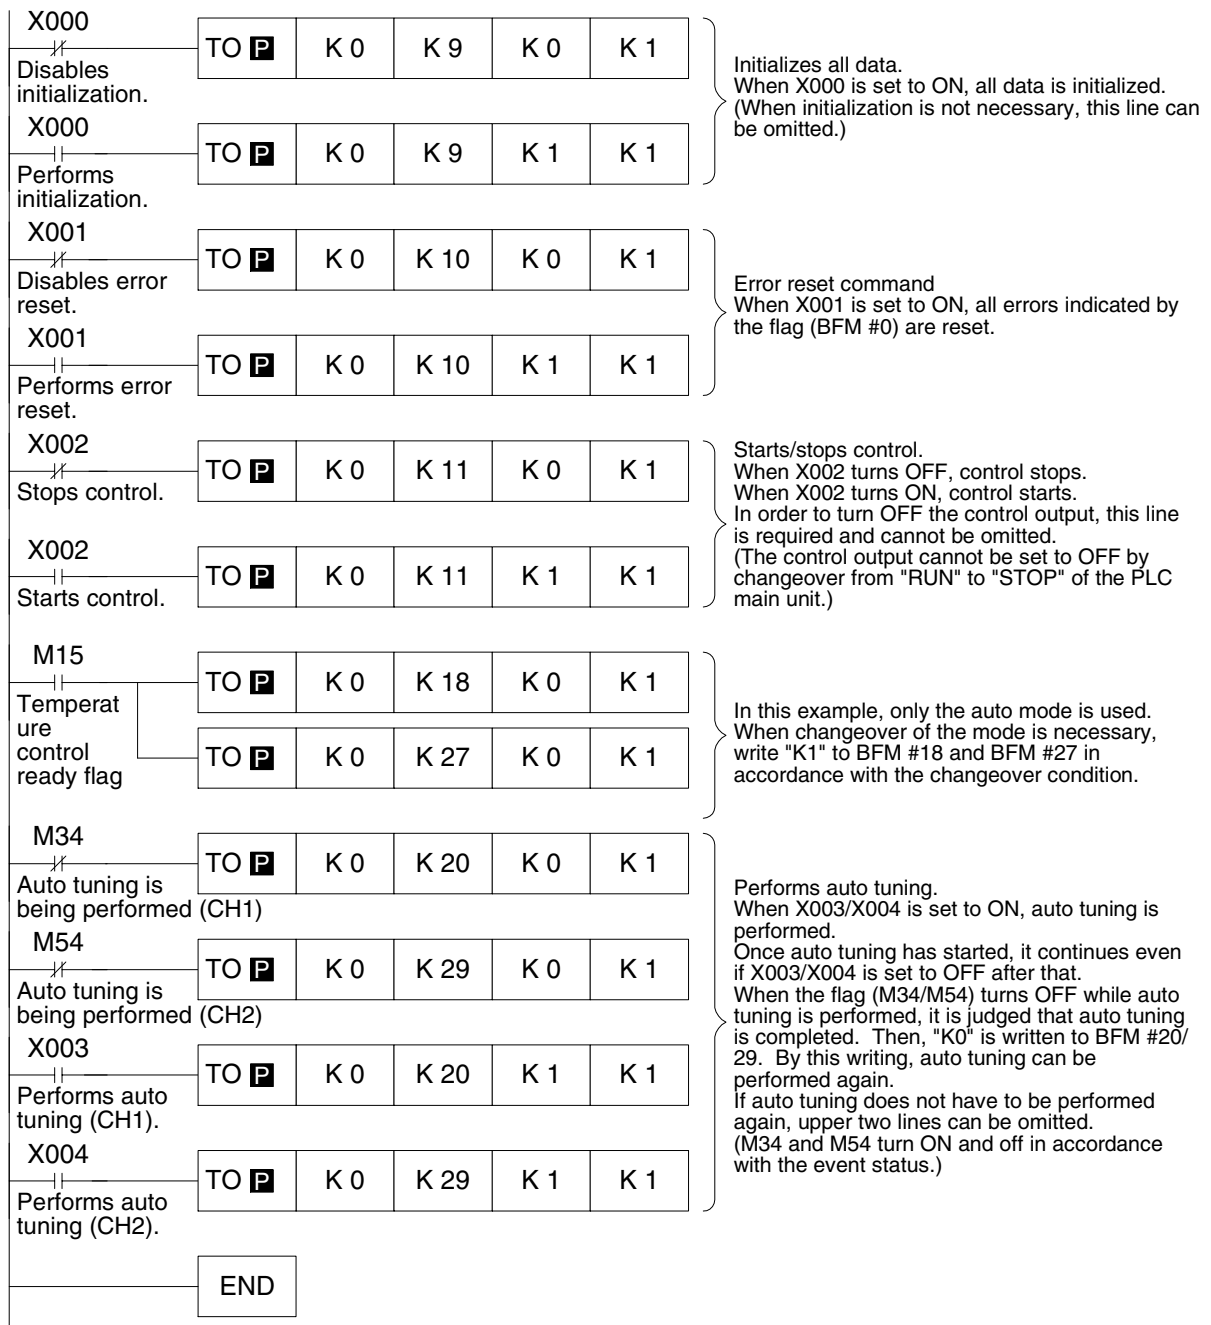 X000
TO P K 0 K 9 K 0 K 1
Disables
initialization.
X000
TO P K 0 K 9 K 1 K 1
Performs
initialization.
Initializes all data.
When X000 is set to ON, all data is initialized.
(When initialization is not necessary, this line can
be omitted.)
X001
TO P K 0 K 10 K 0 K 1
Disables error
reset.
X001
TO P K 0 K 10 K 1 K 1
Performs error
reset.
Error reset command
When X001 is set to ON, all errors indicated by
the flag (BFM #0) are reset.
X002
TO P K 0 K 11 K 0 K 1
Stops control.
X002
TO P K 0 K 11 K 1 K 1
Starts control.
Starts/stops control.
When X002 turns OFF, control stops.
When X002 turns ON, control starts.
In order to turn OFF the control output, this line
is required and cannot be omitted.
(The control output cannot be set to OFF by
changeover from "RUN" to "STOP" of the PLC
main unit.)
M15
TO P K 0 K 18 K 0 K 1
Temperat
ure
control
ready flag
TO P K 0 K 27 K 0 K 1
In this example, only the auto mode is used.
When changeover of the mode is necessary,
write "K1" to BFM #18 and BFM #27 in
accordance with the changeover condition.
M34
TO P K 0 K 20 K 0 K 1
Auto tuning is
being performed (CH1)
M54
TO P K 0 K 29 K 0 K 1
Auto tuning is
being performed (CH2)
X003
TO P K 0 K 20 K 1 K 1
Performs auto
tuning (CH1).
X004
TO P K 0 K 29 K 1 K 1
Performs auto
tuning (CH2).
Performs auto tuning.
When X003/X004 is set to ON, auto tuning is
performed.
Once auto tuning has started, it continues even
if X003/X004 is set to OFF after that.
When the flag (M34/M54) turns OFF while auto
tuning is performed, it is judged that auto tuning
is completed. Then, "K0" is written to BFM #20/
29. By this writing, auto tuning can be
performed again.
If auto tuning does not have to be performed
again, upper two lines can be omitted.
(M34 and M54 turn ON and off in accordance
with the event status.)
END